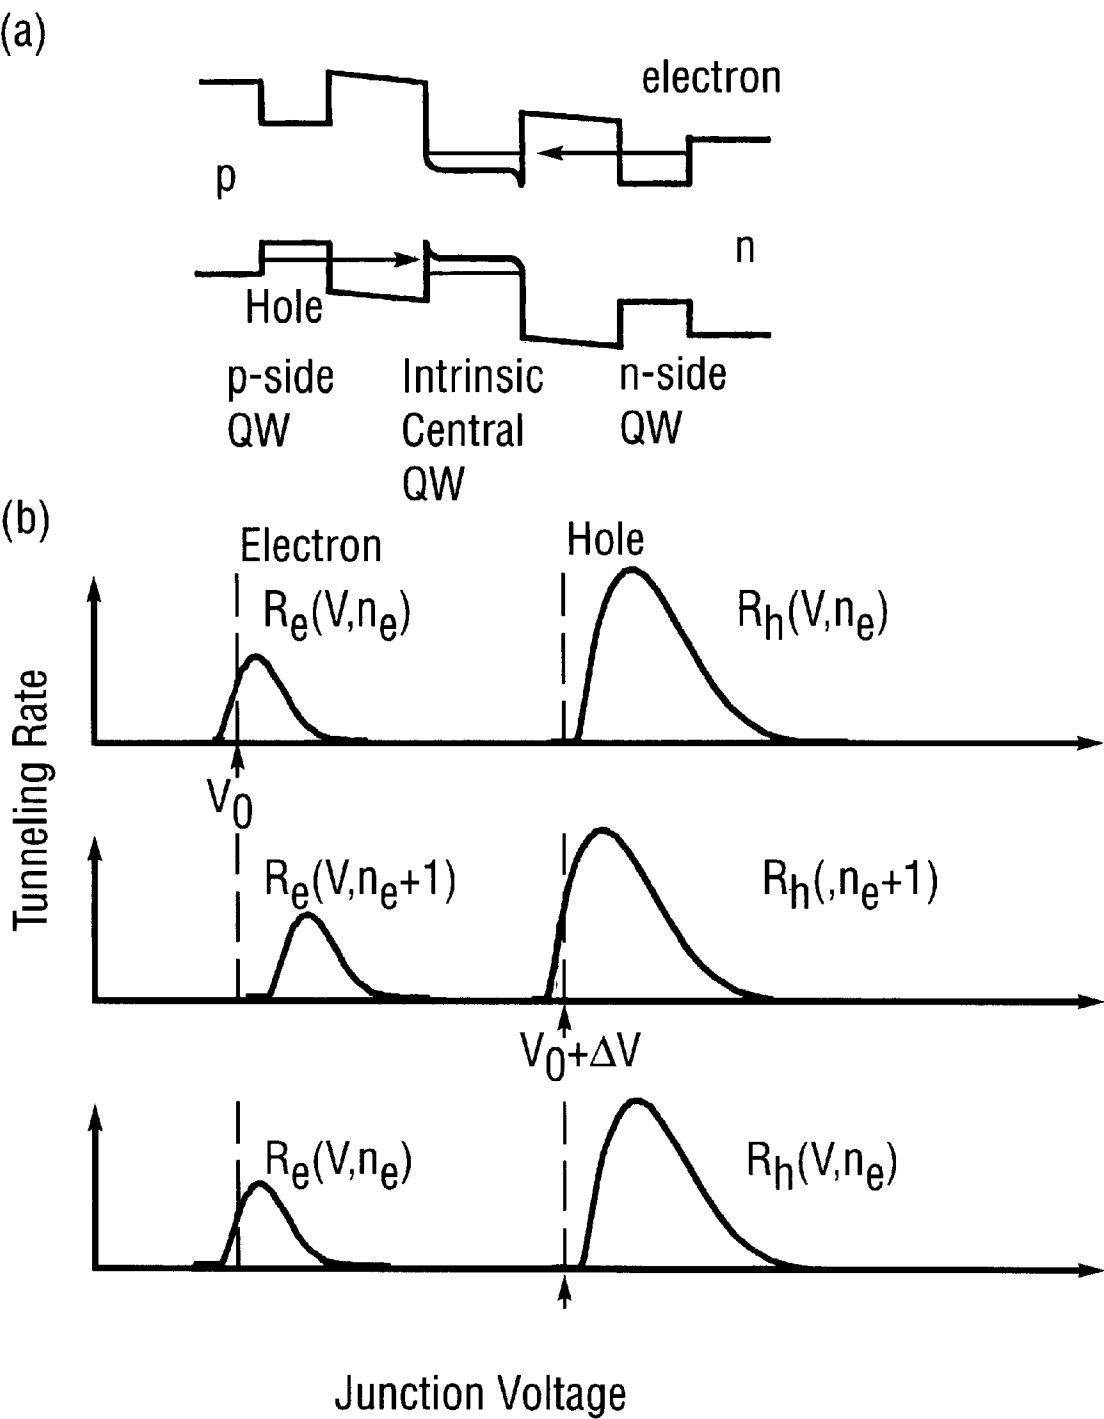 (a)
electron
p
n
Hole
p-side
QW
Intrinsic
Central
QW
n-side
QW
(b)
Electron
Hole
Re(V,ne)
Rh(V,ne)
V0
Tunneling Rate
Re(V,ne+1)
Rh(,ne+1)
V0+ΔV
Re(V,ne)
Rh(V,ne)
Junction Voltage